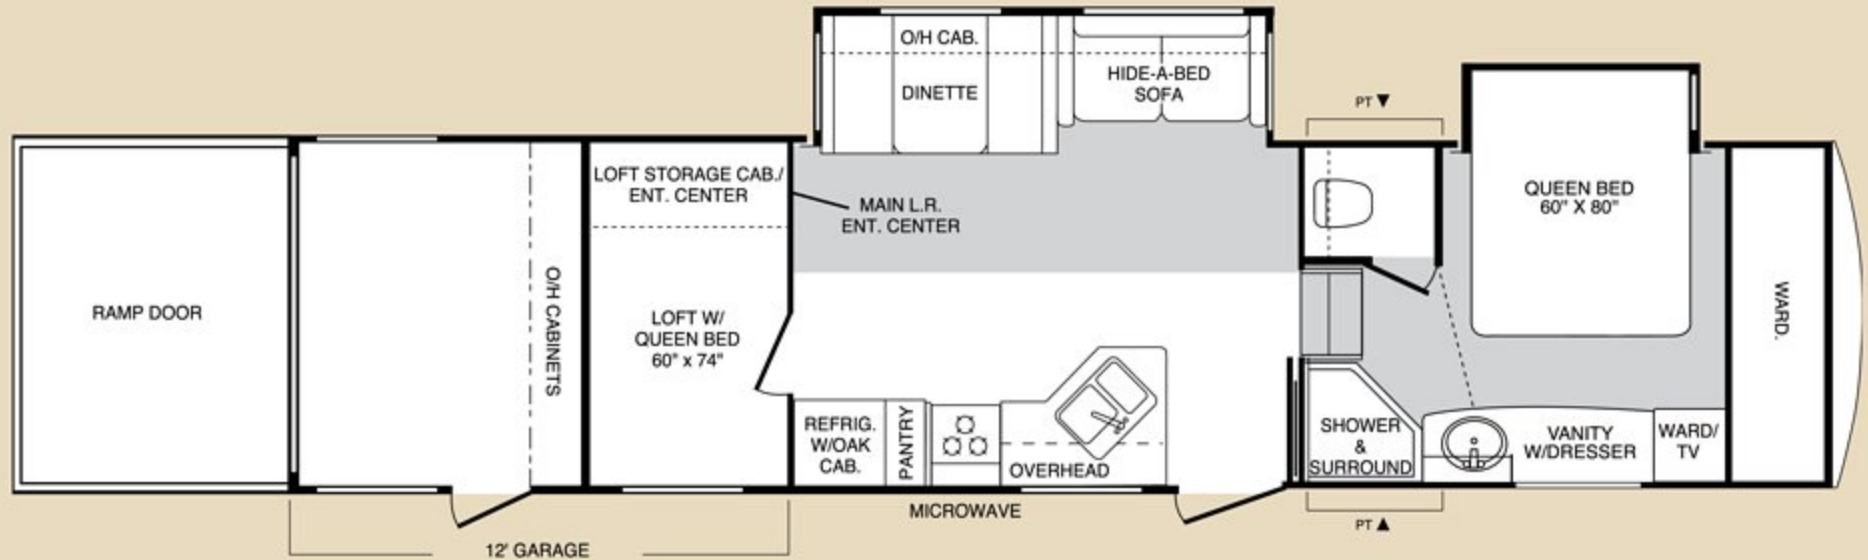 RAMP DOOR
O/H CABINETS
LOFT STORAGE CAB./
ENT. CENTER
LOFT W/
QUEEN BED
60" x 74"
12' GARAGE
O/H CAB.
DINETTE
HIDE-A-BED
SOFA
MAIN L.R.
ENT. CENTER
REFRIG.
W/OAK
CAB.
PANTRY
OVERHEAD
MICROWAVE
PT ▼
SHOWER
&
SURROUND
PT ▲
QUEEN BED
60" X 80"
VANITY
W/DRESSER
WARD/
TV
WARD.